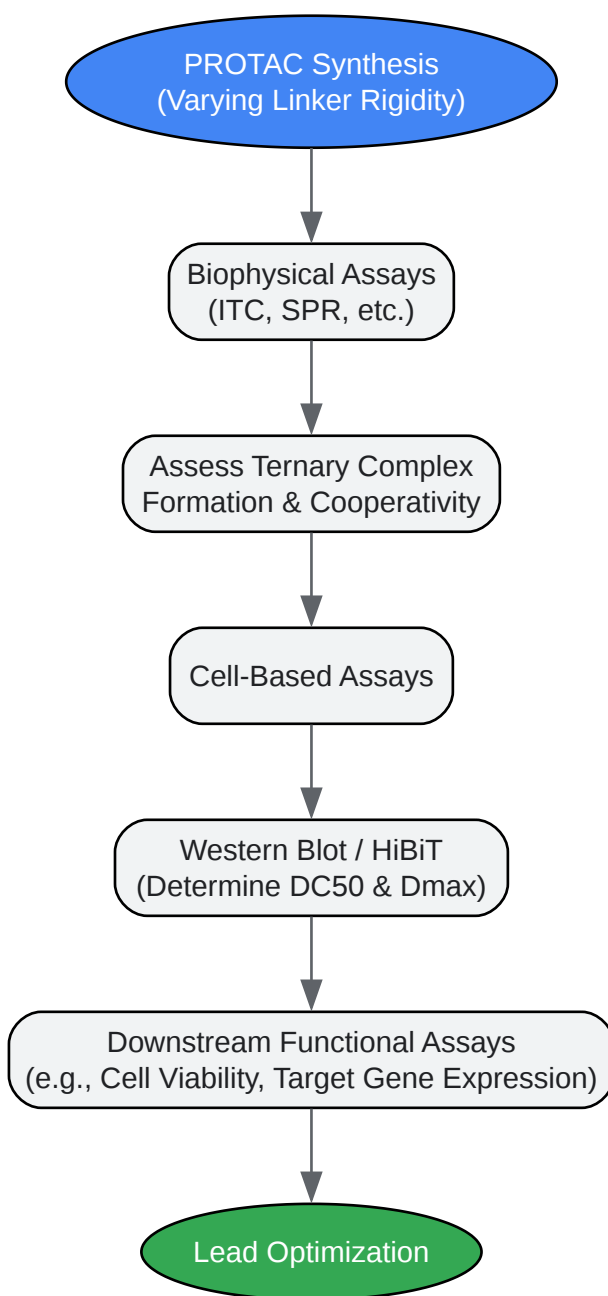 PROTAC Synthesis
(Varying Linker Rigidity)
Biophysical Assays
(ITC, SPR, etc.)
Assess Ternary Complex
Formation & Cooperativity
Cell-Based Assays
Western Blot / HiBiT
(Determine DC50 & Dmax)
Downstream Functional Assays
(e.g., Cell Viability, Target Gene Expression)
Lead Optimization